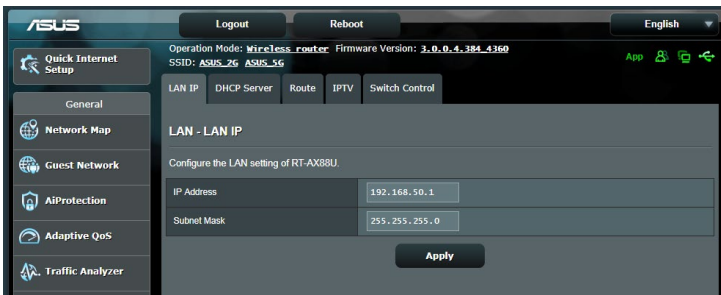 ASUS
Logout
Reboot
English
Quick Internet
Setup
Operation Mode: Wireless router Firmware Version: 3.0.0.4.384_4360
SSID: ASUS_2G ASUS_5G
App
General
Network Map
Guest Network
AiProtection
Adaptive QoS
Traffic Analyzer
LAN IP DHCP Server Route IPTV Switch Control
LAN - LAN IP
Configure the LAN setting of RT-AX88U.
IP Address 192.168.50.1
Subnet Mask 255.255.255.0
Apply